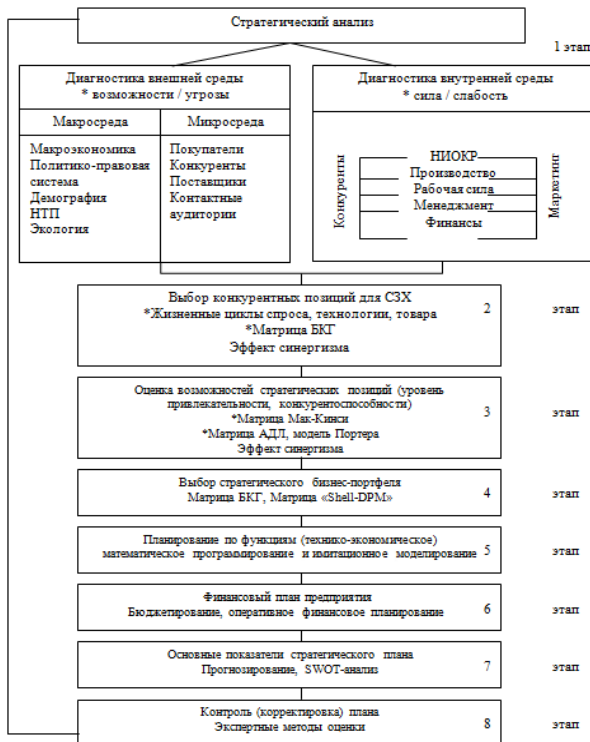 Стратегический анализ
1 этап
Диагностика внешней среды
* возможности / угрозы
Макросреда
Микросреда
Макроэкономика
Политико-правовая
система
Демография
НТП
Экология
Покупатели
Конкуренты
Поставщики
Контактные
аудитории
Диагностика внутренней среды
* сила / слабость
Конкуренты
НИОКР
Производство
Рабочая сила
Менеджмент
Финансы
Маркетинг
Выбор конкурентных позиций для СЗХ
*Жизненные циклы спроса, технологии, товара
*Матрица БКГ
Эффект синергизма
2 этап
Оценка возможностей стратегических позиций (уровень
привлекательности, конкурентоспособности)
*Матрица Мак-Кинси
*Матрица АДЛ, модель Портера
Эффект синергизма
3 этап
Выбор стратегического бизнес-портфеля
Матрица БКГ, Матрица «Shell-DPM»
4 этап
Планирование по функциям (технико-экономическое)
математическое программирование и имитационное моделирование
5 этап
Финансовый план предприятия
Бюджетирование, оперативное финансовое планирование
6 этап
Основные показатели стратегического плана
Прогнозирование, SWOT-анализ
7 этап
Контроль (корректировка) плана
Экспертные методы оценки
8 этап